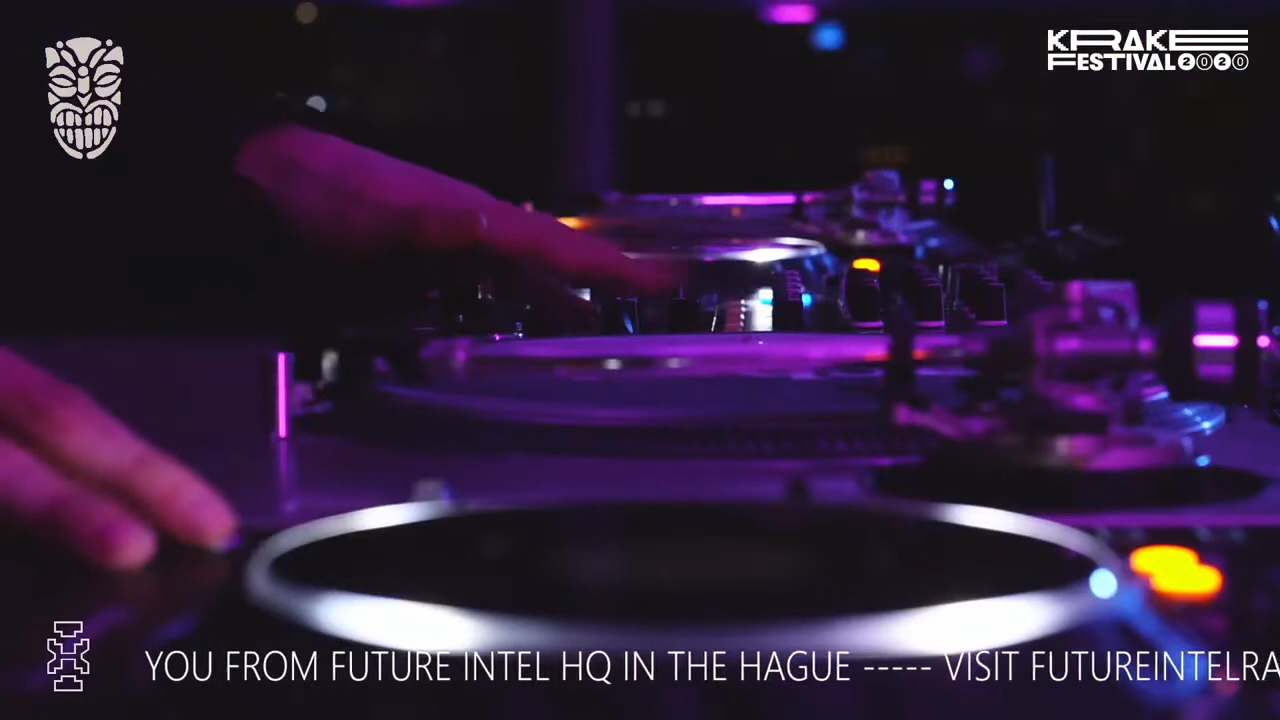 KRAKE
FESTIVAL2020
YOU FROM FUTURE INTEL HQ IN THE HAGUE ----- VISIT FUTUREINTELRA